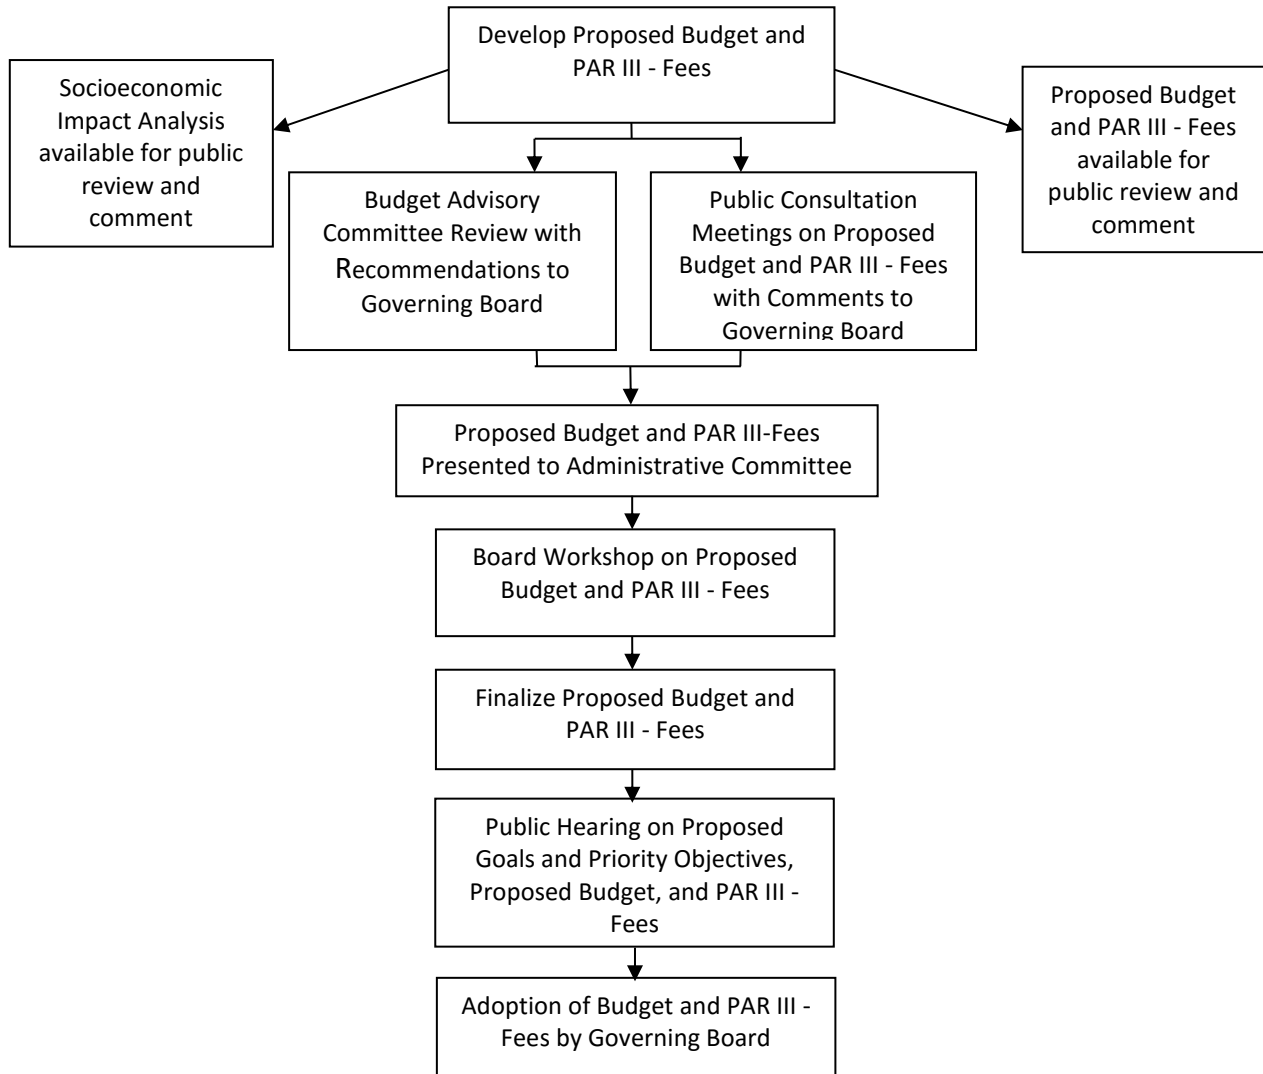 Develop Proposed Budget and
PAR III - Fees
Socioeconomic
Impact Analysis
available for public
review and
comment
Proposed Budget
and PAR III - Fees
available for
public review and
comment
Budget Advisory
Committee Review with
Recommendations to
Governing Board
Public Consultation
Meetings on Proposed
Budget and PAR III - Fees
with Comments to
Governing Board
Proposed Budget and PAR III-Fees
Presented to Administrative Committee
Board Workshop on Proposed
Budget and PAR III - Fees
Finalize Proposed Budget and
PAR III - Fees
Public Hearing on Proposed
Goals and Priority Objectives,
Proposed Budget, and PAR III -
Fees
Adoption of Budget and PAR III -
Fees by Governing Board